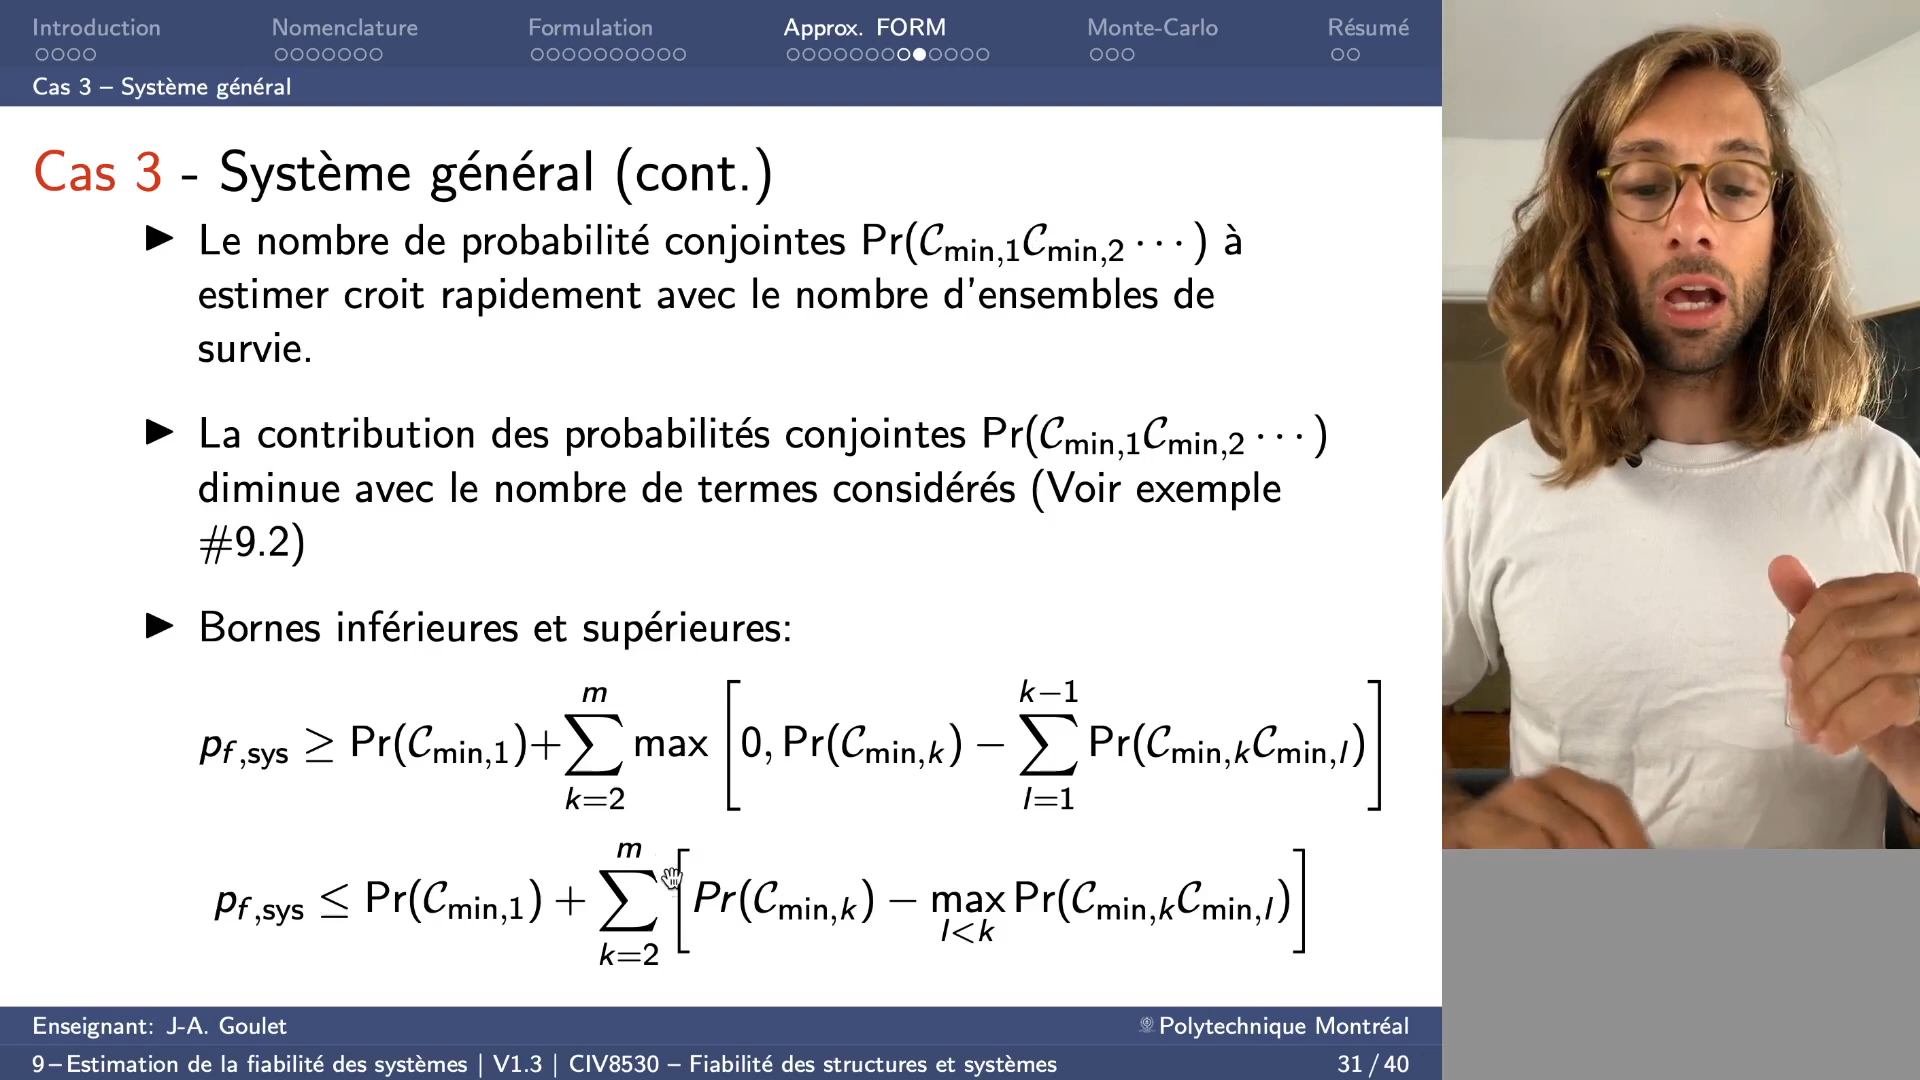 Introduction Nomenclature Formulation Approx. FORM Monte-Carlo Résumé
Cas 3 – Système général
Cas 3 - Système général (cont.)
▶ Le nombre de probabilité conjointes Pr(𝒞min,1𝒞min,2 ···) à
estimer croit rapidement avec le nombre d'ensembles de
survie.
▶ La contribution des probabilités conjointes Pr(𝒞min,1𝒞min,2 ···)
diminue avec le nombre de termes considérés (Voir exemple
#9.2)
▶ Bornes inférieures et supérieures:
p_f,sys ≥ Pr(𝒞min,1)+∑_{k=2}^{m} max [0, Pr(𝒞min,k) − ∑_{l=1}^{k−1} Pr(𝒞min,k𝒞min,l)]
p_f,sys ≤ Pr(𝒞min,1) + ∑_{k=2}^{m} [Pr(𝒞min,k) − max_{l<k} Pr(𝒞min,k𝒞min,l)]
Enseignant: J-A. Goulet Polytechnique Montréal
9 – Estimation de la fiabilité des systèmes | V1.3 | CIV8530 – Fiabilité des structures et systèmes 31 / 40